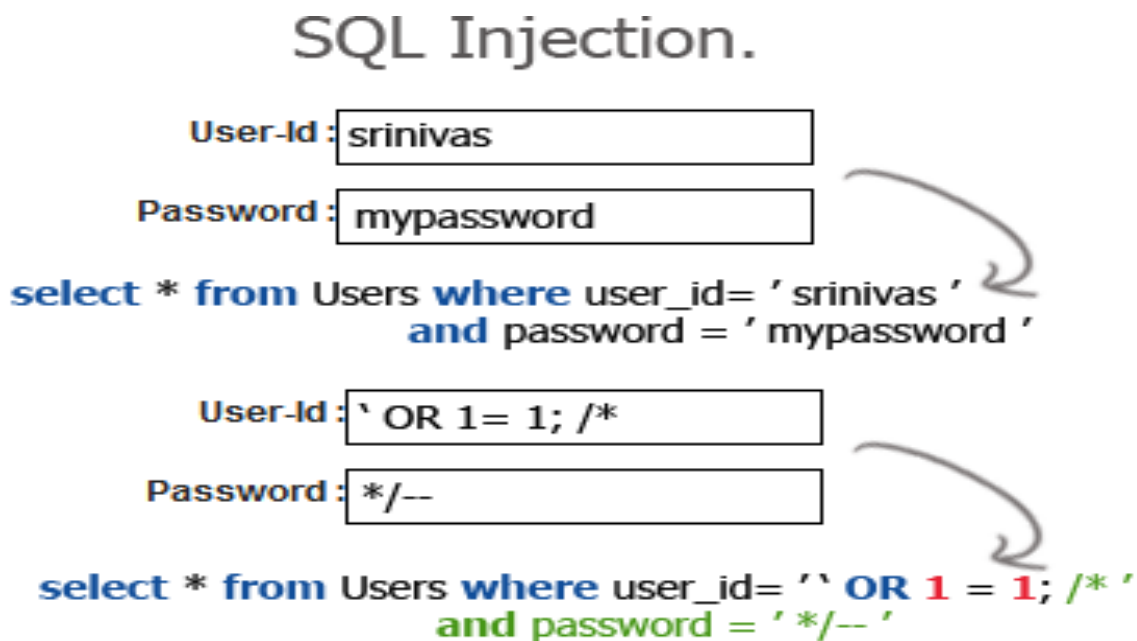 SQL Injection.
User-Id : srinivas
Password : mypassword
select * from Users where user_id= ' srinivas '
and password = ' mypassword '
User-Id : ` OR 1= 1; /*
Password : */--
select * from Users where user_id= ' ` OR 1 = 1; /* '
and password = ' */-- '